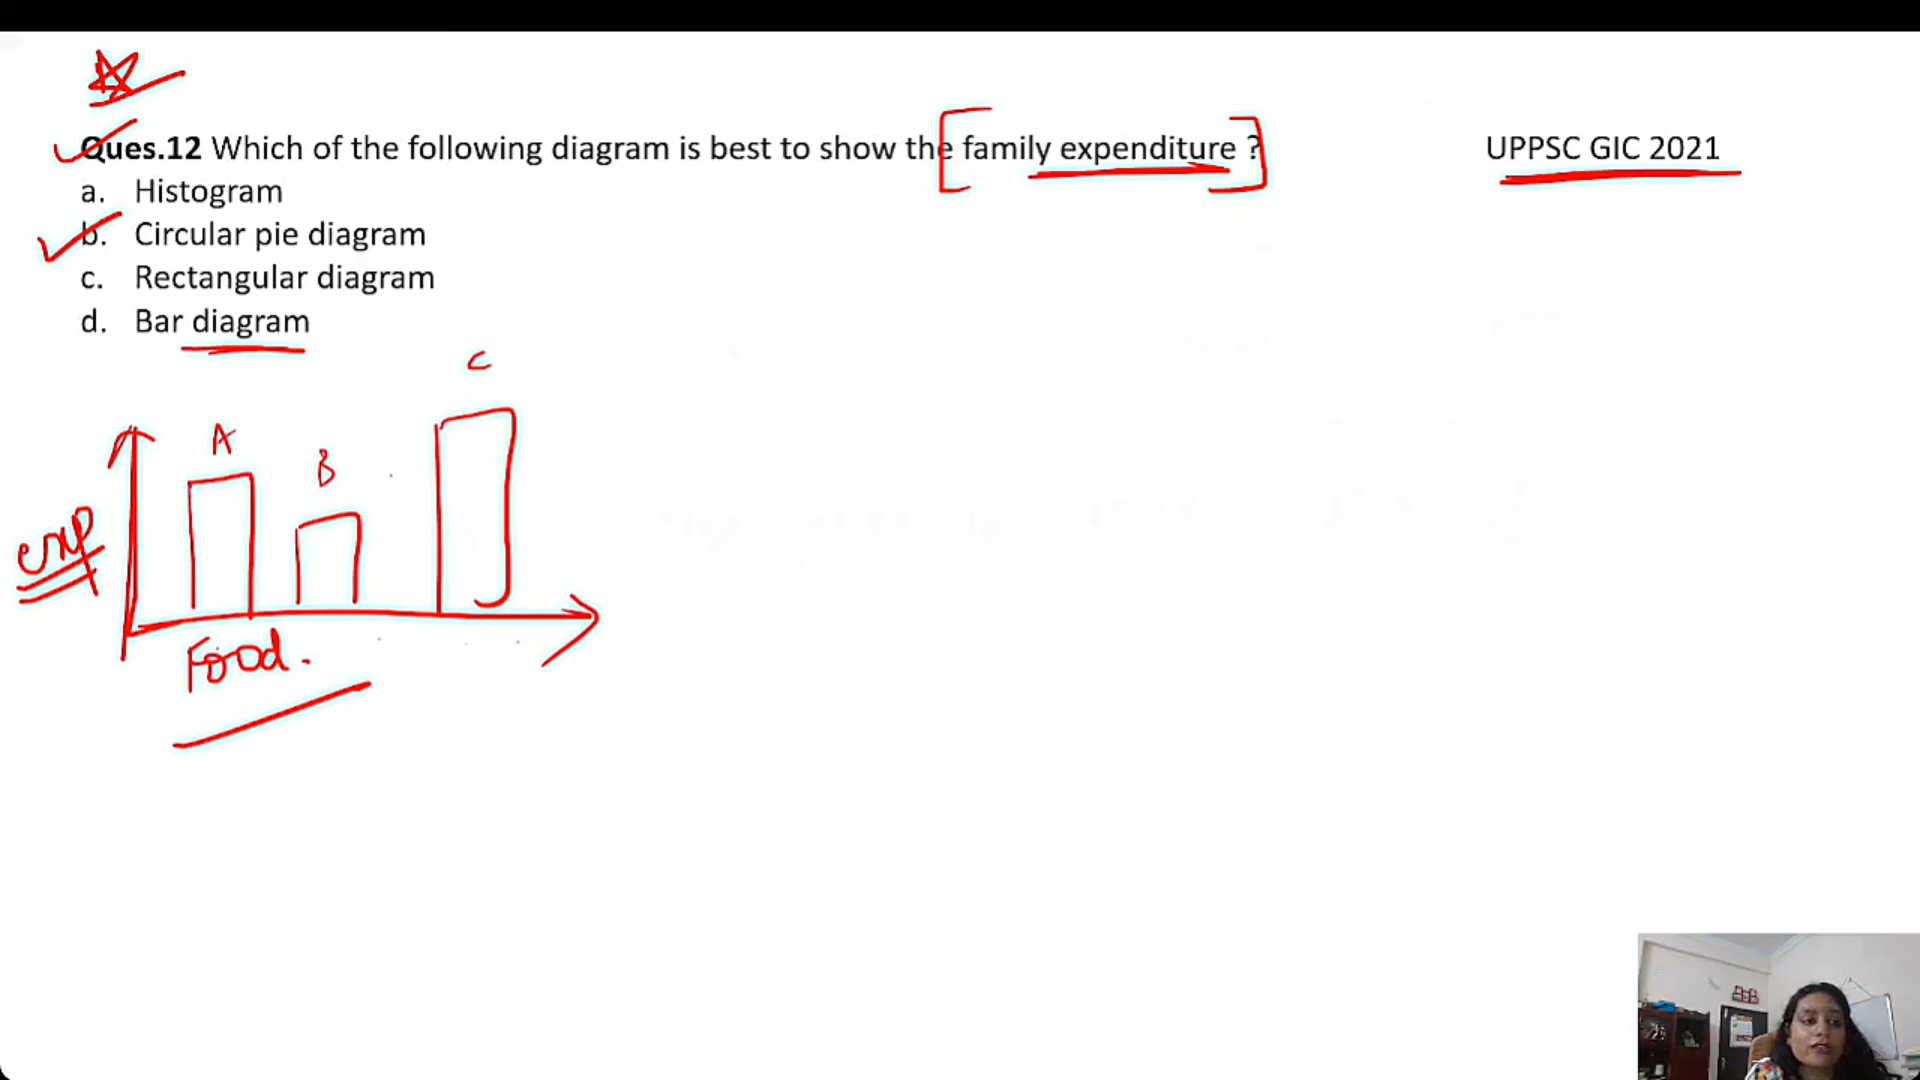 Ques.12 Which of the following diagram is best to show the family expenditure ? UPPSC GIC 2021
a. Histogram
b. Circular pie diagram
c. Rectangular diagram
d. Bar diagram
C
A
B
exp
Food.